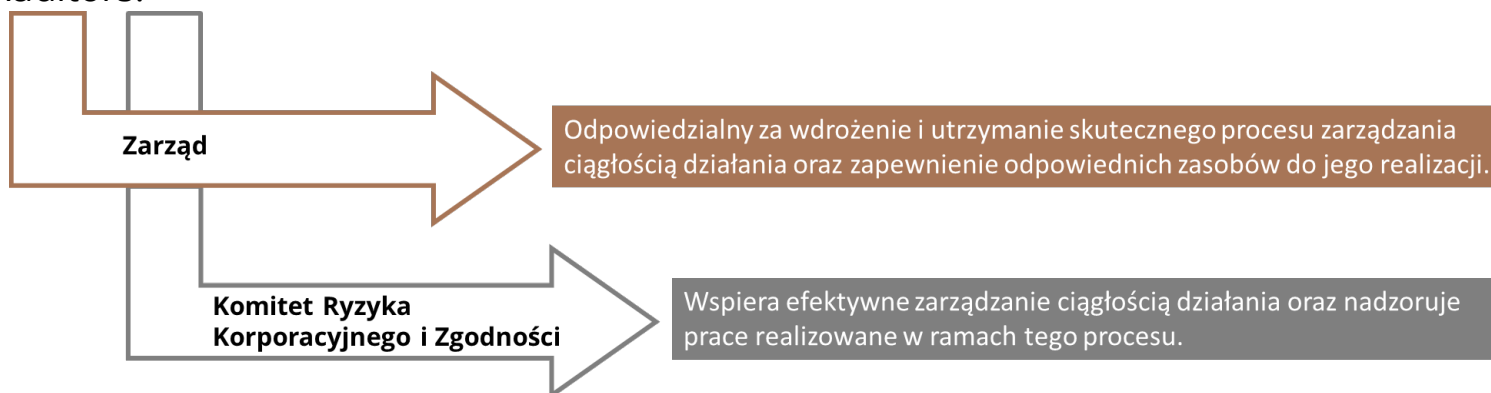 Zarząd
Odpowiedzialny za wdrożenie i utrzymanie skutecznego procesu zarządzania
ciągłością działania oraz zapewnienie odpowiednich zasobów do jego realizacji.
Komitet Ryzyka
Korporacyjnego i Zgodności
Wspiera efektywne zarządzanie ciągłością działania oraz nadzoruje
prace realizowane w ramach tego procesu.